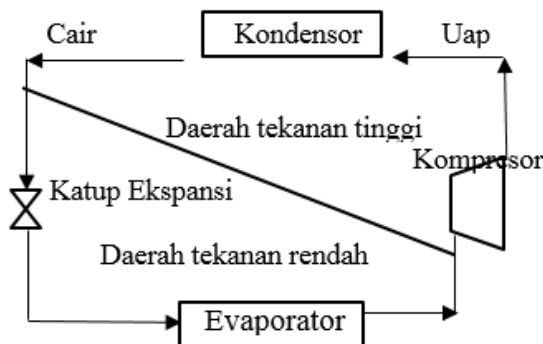 Cair
Kondensor
Uap
Daerah tekanan tinggi
Kompresor
Katup Ekspansi
Daerah tekanan rendah
Evaporator